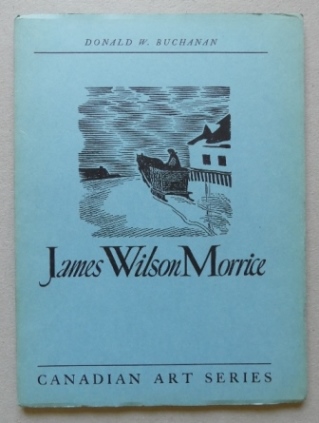 DONALD W. BUCHANAN
James Wilson Morrice
CANADIAN ART SERIES